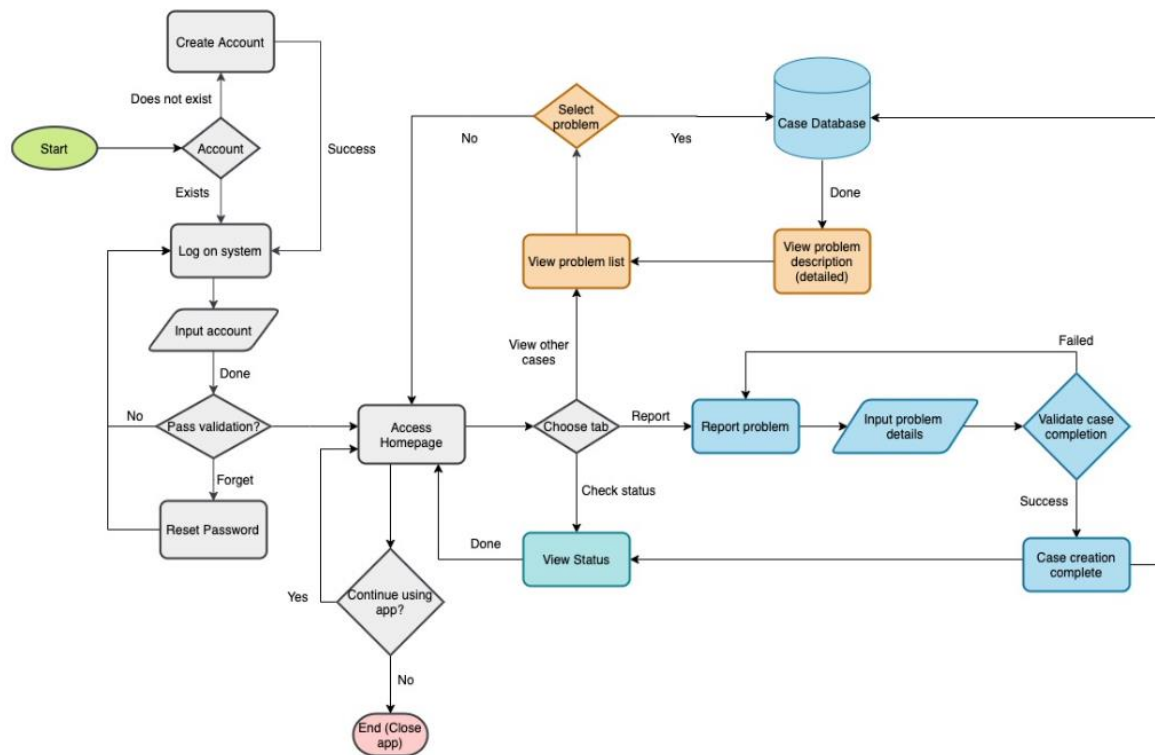 Create Account
Does not exist
Start
Account
Success
Exists
Log on system
Input account
Done
No
Pass validation?
Forget
Reset Password
Access
Homepage
Yes
Continue using
app?
No
End (Close
app)
Choose tab
View other
cases
View problem list
Select
problem
No
Yes
Case Database
Done
View problem
description
(detailed)
Report
Report problem
Input problem
details
Validate case
completion
Failed
Success
Case creation
complete
Check status
View Status
Done